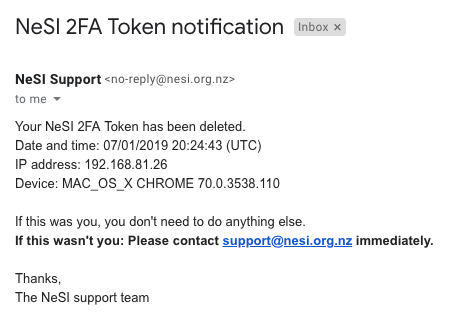 NeSI 2FA Token notification Inbox ×
NeSI Support <no-reply@nesi.org.nz>
to me
Your NeSI 2FA Token has been deleted.
Date and time: 07/01/2019 20:24:43 (UTC)
IP address: 192.168.81.26
Device: MAC_OS_X CHROME 70.0.3538.110
If this was you, you don't need to do anything else.
If this wasn't you: Please contact support@nesi.org.nz immediately.
Thanks,
The NeSI support team